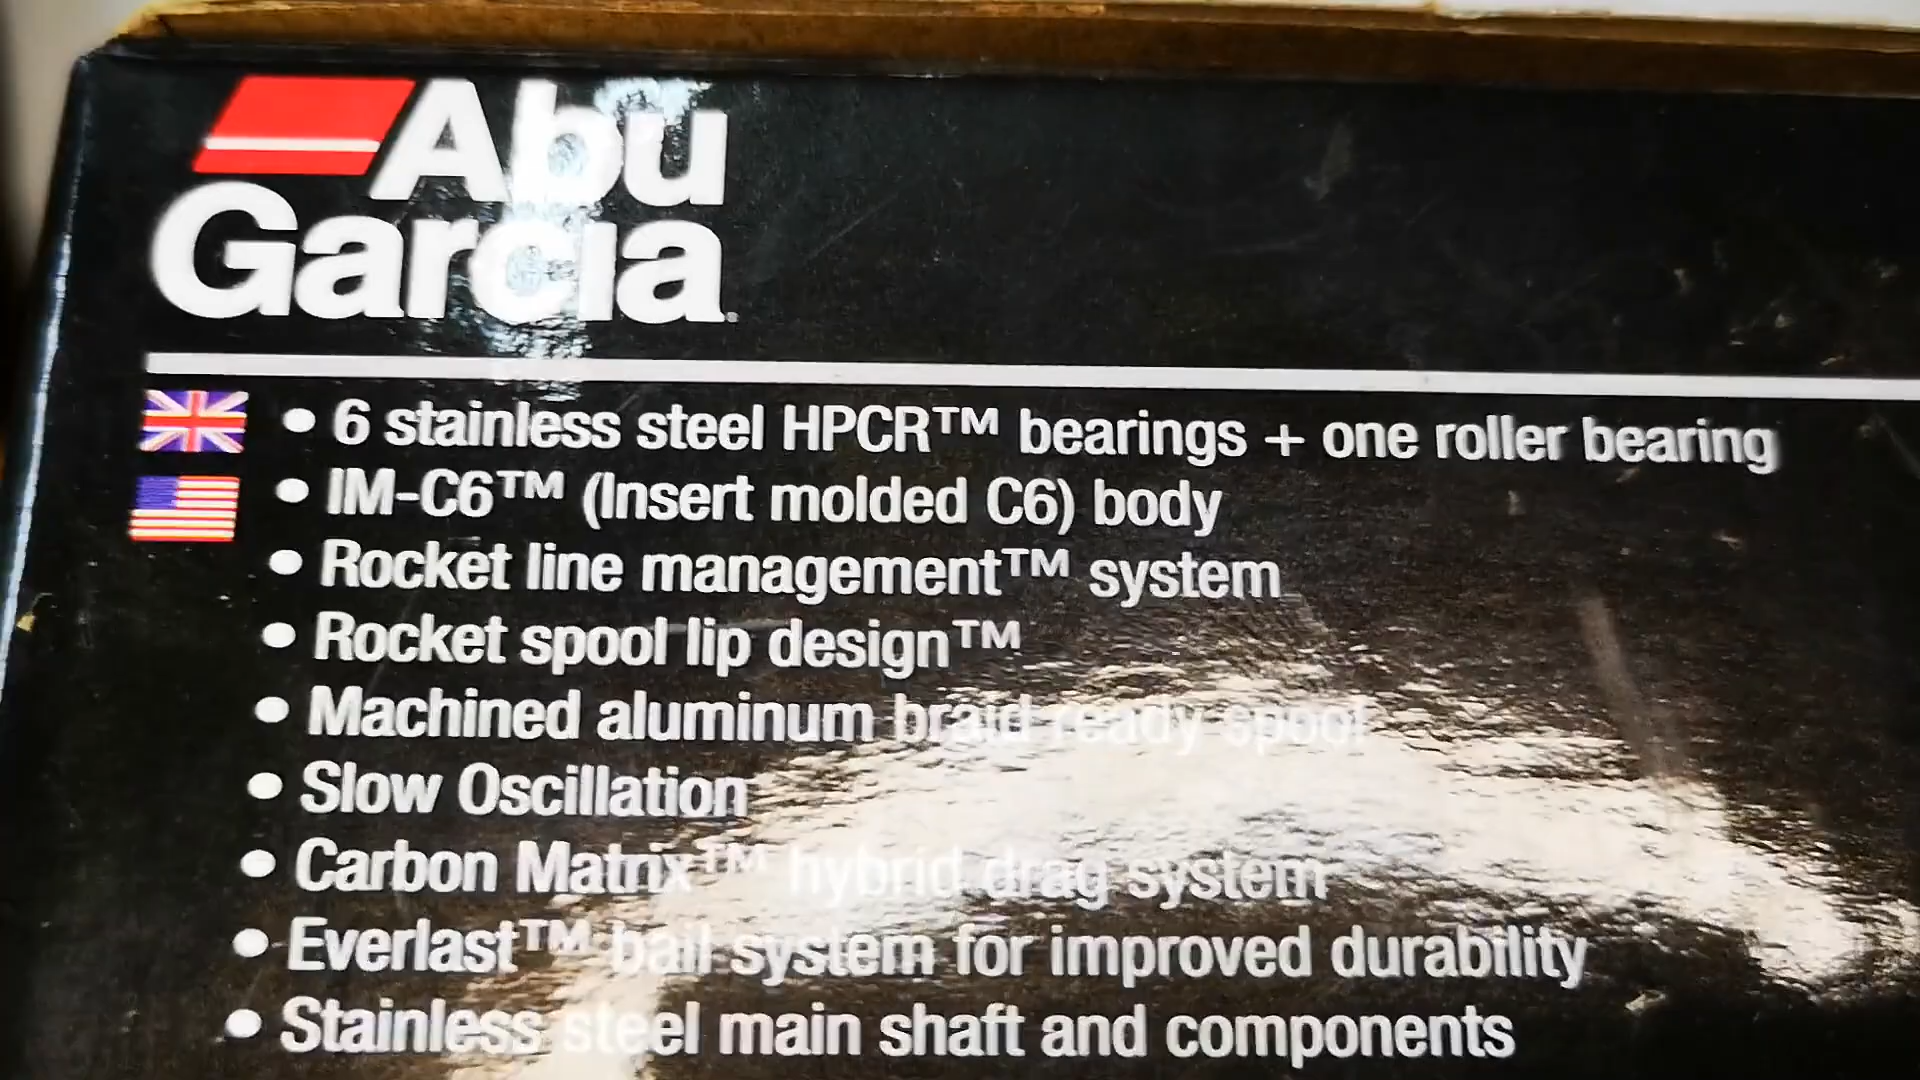 Abu
Garcia
• 6 stainless steel HPCR™ bearings + one roller bearing
• IM-C6™ (Insert molded C6) body
• Rocket line management™ system
• Rocket spool lip design™
• Machined aluminum braid ready spool
• Slow Oscillation
• Carbon Matrix™ hybrid drag system
• Everlast™ bail system for improved durability
• Stainless steel main shaft and components